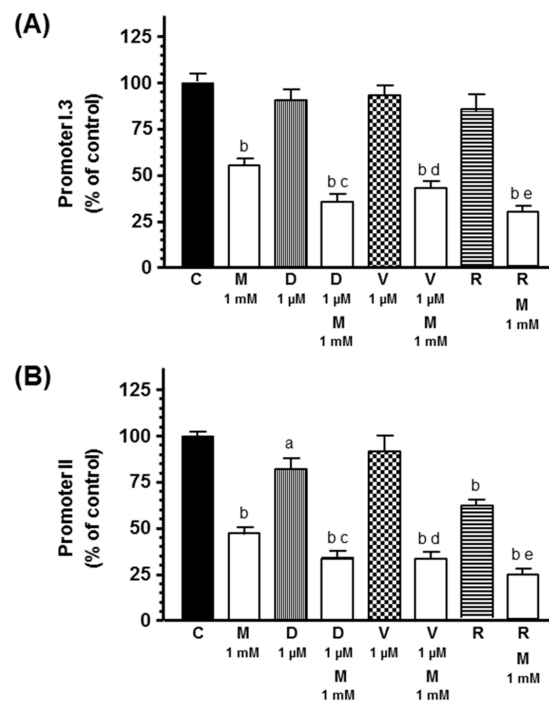 (A)
Promoter I.3
(% of control)
125
100
75
50
25
0
b
b c
b d
b e
C M D D V V R R
1 mM 1 µM 1 µM 1 µM 1 µM M
M M 1 mM
1 mM 1 mM
(B)
Promoter II
(% of control)
125
100
75
50
25
0
b
a
b c
b d
b
b e
C M D D V V R R
1 mM 1 µM 1 µM 1 µM 1 µM M
M M 1 mM
1 mM 1 mM